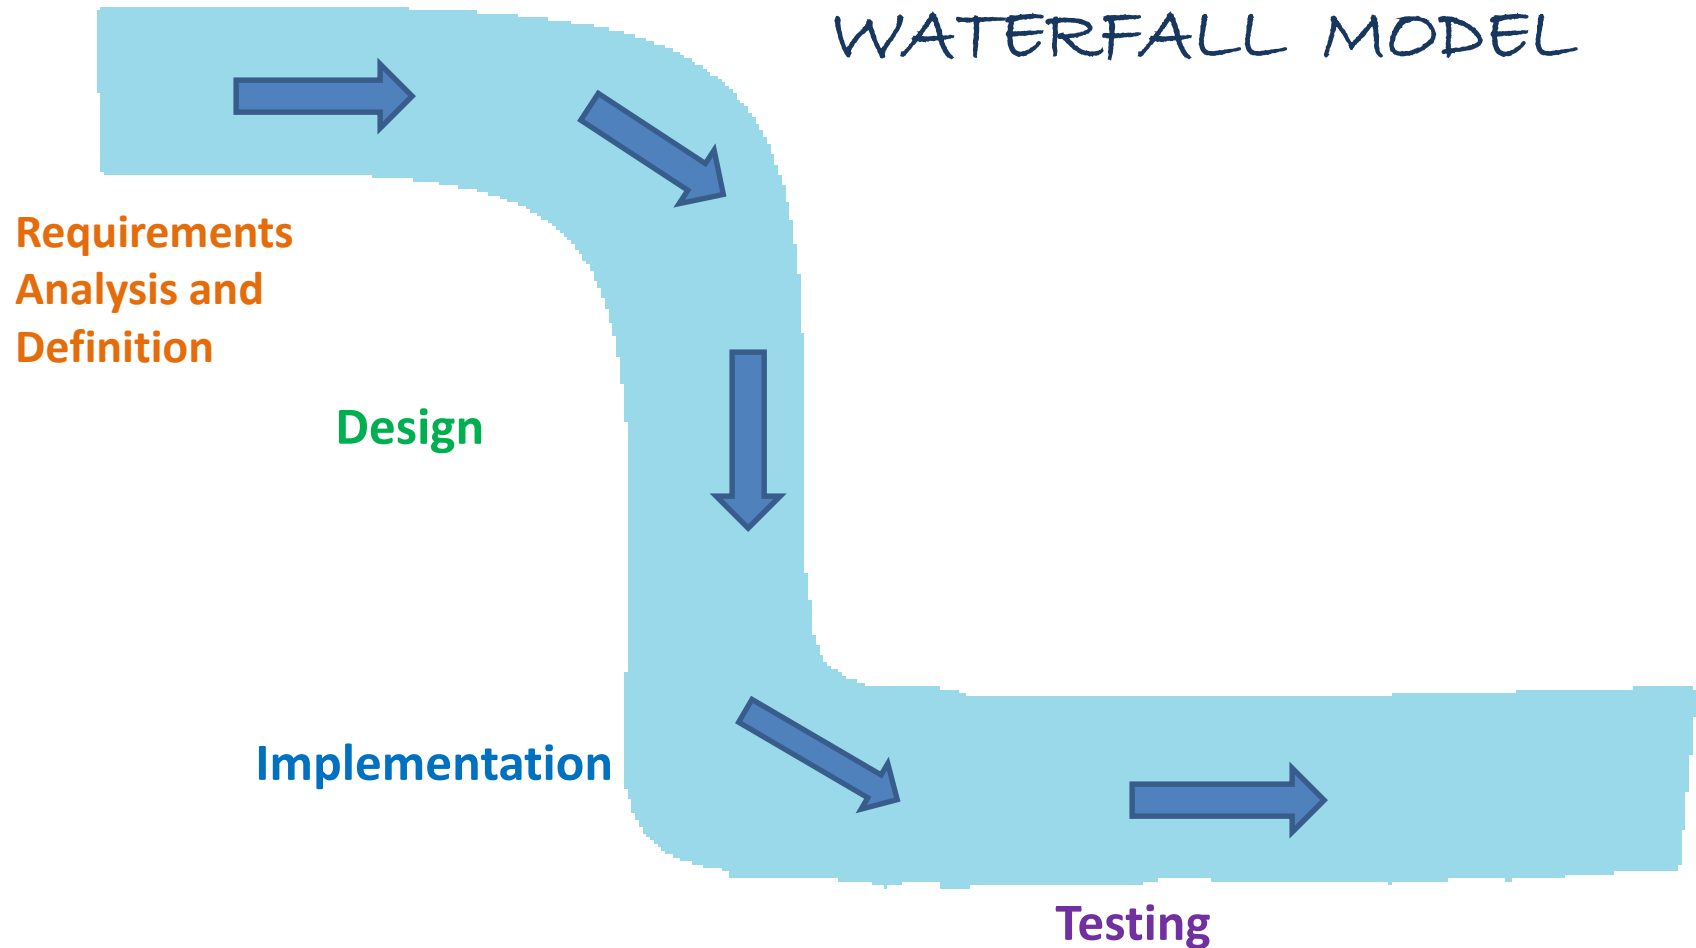 WATERFALL MODEL
Requirements
Analysis and
Definition
Design
Implementation
Testing